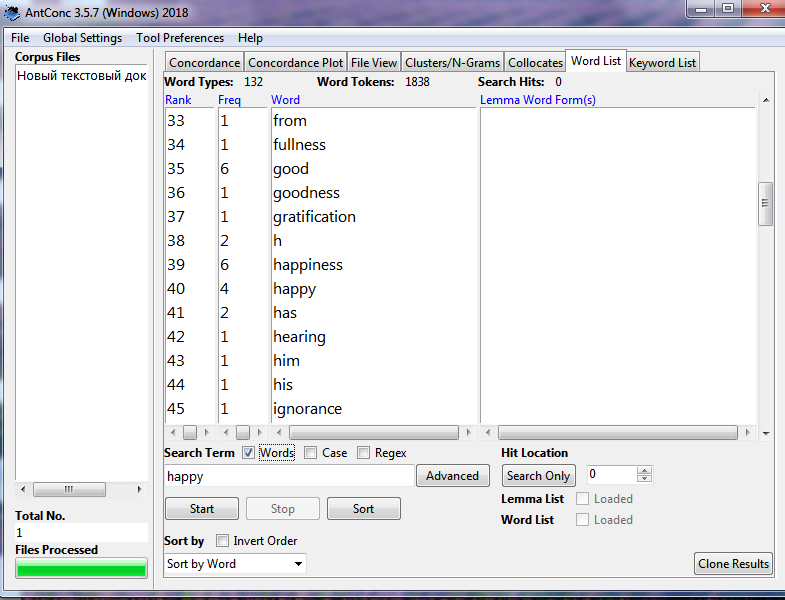 AntConc 3.5.7 (Windows) 2018
File Global Settings Tool Preferences Help
Corpus Files
Новый текстовый док
Concordance Concordance Plot File View Clusters/N-Grams Collocates Word List Keyword List
Word Types: 132 Word Tokens: 1838 Search Hits: 0
Rank Freq Word Lemma Word Form(s)
33 1 from
34 1 fullness
35 6 good
36 1 goodness
37 1 gratification
38 2 h
39 6 happiness
40 4 happy
41 2 has
42 1 hearing
43 1 him
44 1 his
45 1 ignorance
Search Term Words Case Regex Hit Location
happy Advanced Search Only 0
Start Stop Sort
Lemma List Loaded
Word List Loaded
Total No.
1
Files Processed
Sort by Invert Order
Sort by Word Clone Results